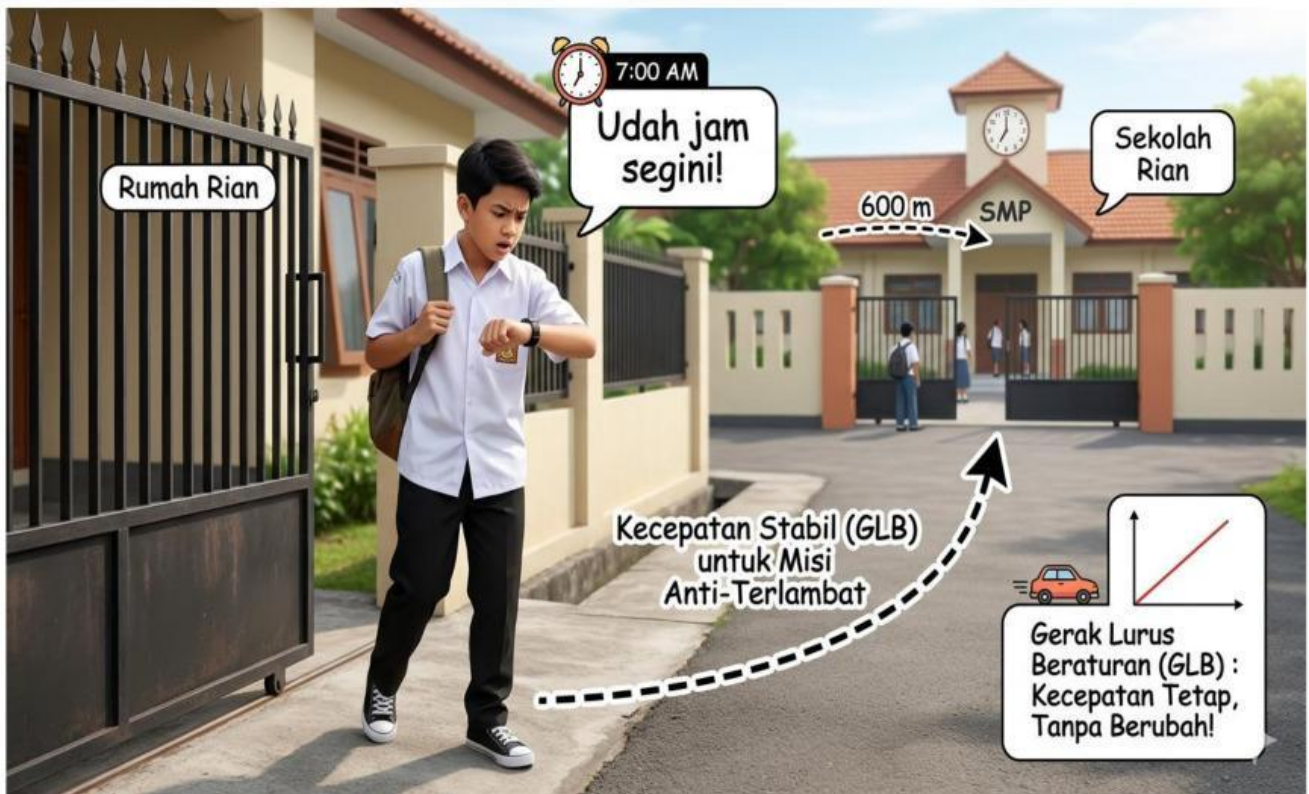 7:00 AM
Udah jam
segini!
Rumah Rian
Sekolah
Rian
600 m
SMP
Kecepatan Stabil (GLB)
untuk Misi
Anti-Terlambat
Gerak Lurus
Beraturan (GLB) :
Kecepatan Tetap,
Tanpa Berubah!